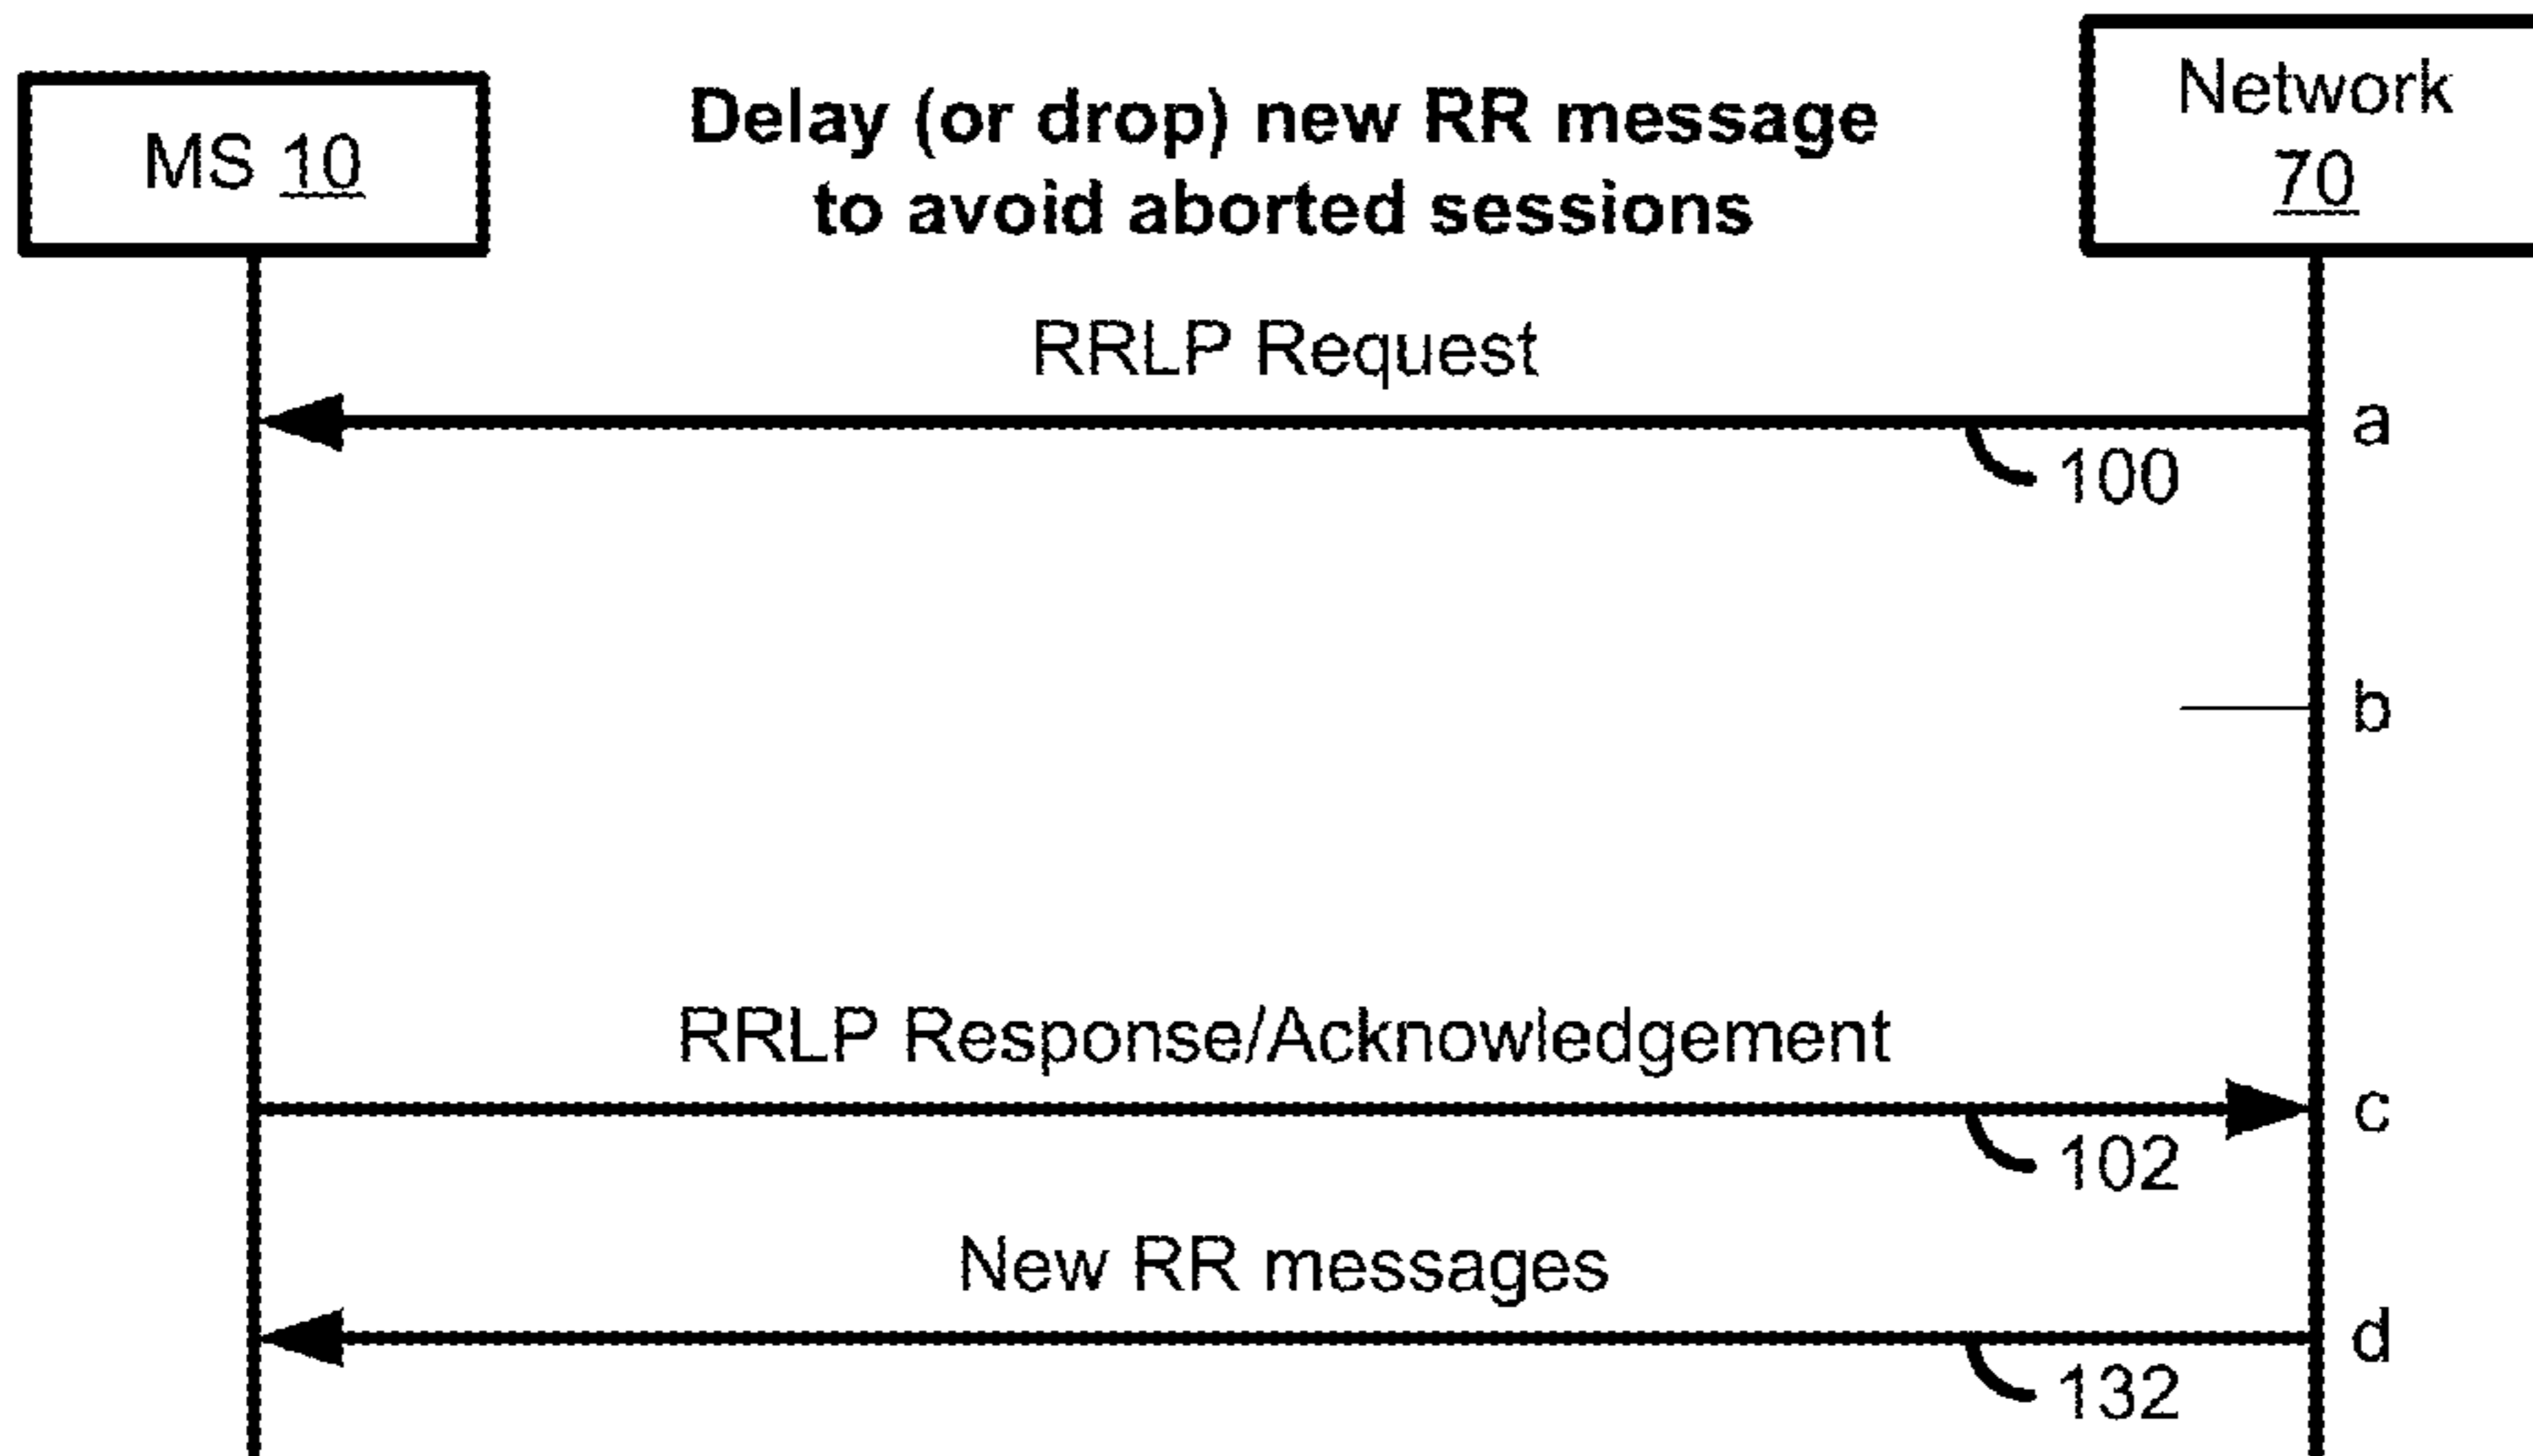 MS 10
Delay (or drop) new RR message
to avoid aborted sessions
Network
70
RRLP Request
a
100
b
RRLP Response/Acknowledgement
c
102
New RR messages
d
132